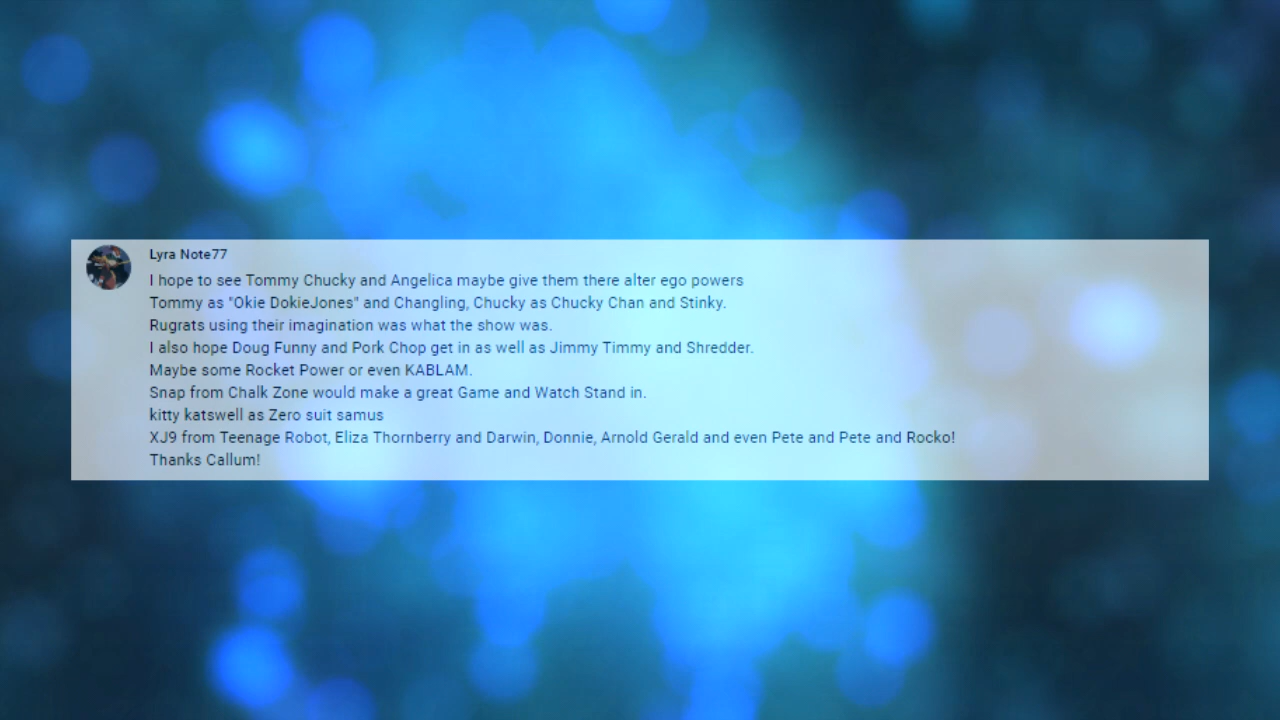 Lyra Note77
I hope to see Tommy Chucky and Angelica maybe give them there alter ego powers
Tommy as "Okie DokieJones" and Changling, Chucky as Chucky Chan and Stinky.
Rugrats using their imagination was what the show was.
I also hope Doug Funny and Pork Chop get in as well as Jimmy Timmy and Shredder.
Maybe some Rocket Power or even KABLAM.
Snap from Chalk Zone would make a great Game and Watch Stand in.
kitty katswell as Zero suit samus
XJ9 from Teenage Robot, Eliza Thornberry and Darwin, Donnie, Arnold Gerald and even Pete and Pete and Rocko!
Thanks Callum!